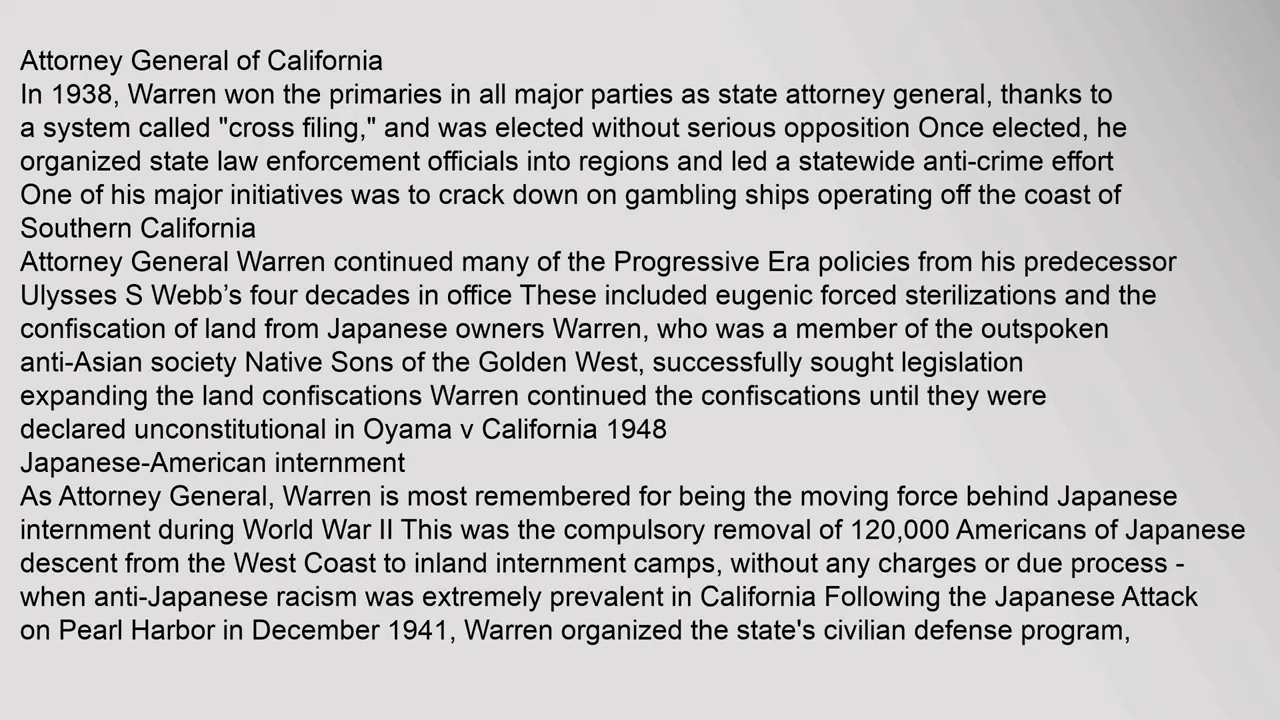 Attorney General of California
In 1938, Warren won the primaries in all major parties as state attorney general, thanks to
a system called "cross filing," and was elected without serious opposition Once elected, he
organized state law enforcement officials into regions and led a statewide anti-crime effort
One of his major initiatives was to crack down on gambling ships operating off the coast of
Southern California
Attorney General Warren continued many of the Progressive Era policies from his predecessor
Ulysses S Webb’s four decades in office These included eugenic forced sterilizations and the
confiscation of land from Japanese owners Warren, who was a member of the outspoken
anti-Asian society Native Sons of the Golden West, successfully sought legislation
expanding the land confiscations Warren continued the confiscations until they were
declared unconstitutional in Oyama v California 1948
Japanese-American internment
As Attorney General, Warren is most remembered for being the moving force behind Japanese
internment during World War II This was the compulsory removal of 120,000 Americans of Japanese
descent from the West Coast to inland internment camps, without any charges or due process -
when anti-Japanese racism was extremely prevalent in California Following the Japanese Attack
on Pearl Harbor in December 1941, Warren organized the state's civilian defense program,